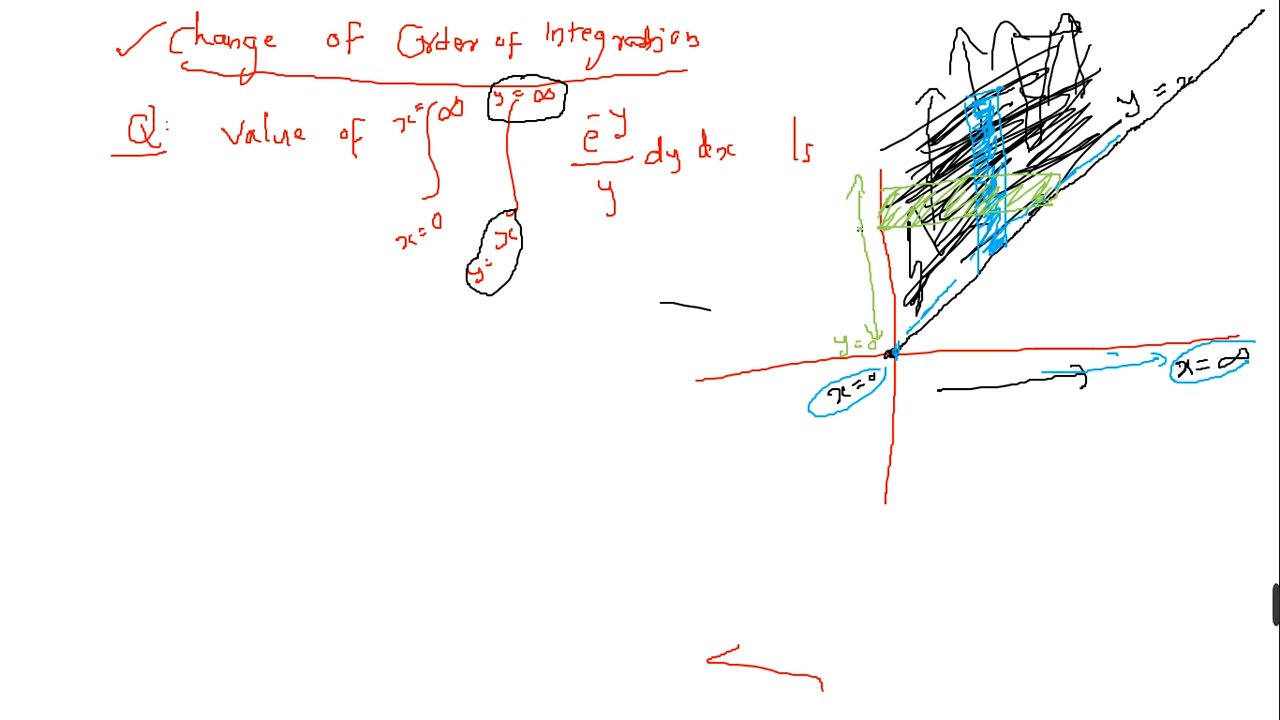 ✓ Change of Order of Integration
Q: Value of ∫_{x=0}^{x=∞} ∫_{y=x}^{y=∞} e^{-y}/y dy dx Is
y = x
y=0
x=0
x=∞